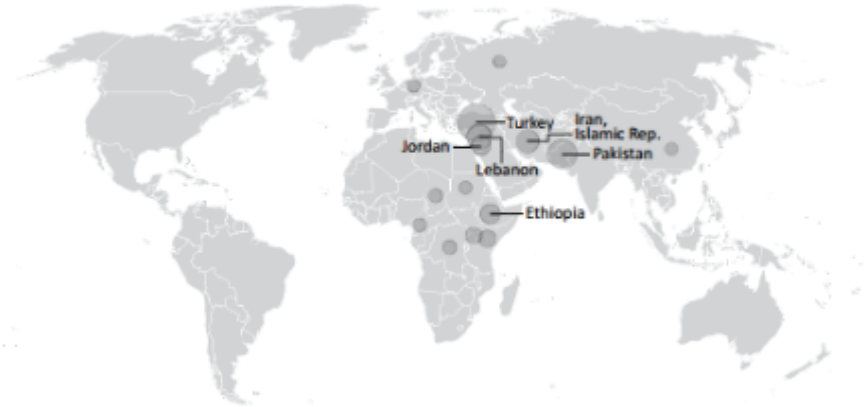 Turkey
Iran,
Islamic Rep.
Jordan
Pakistan
Lebanon
Ethiopia